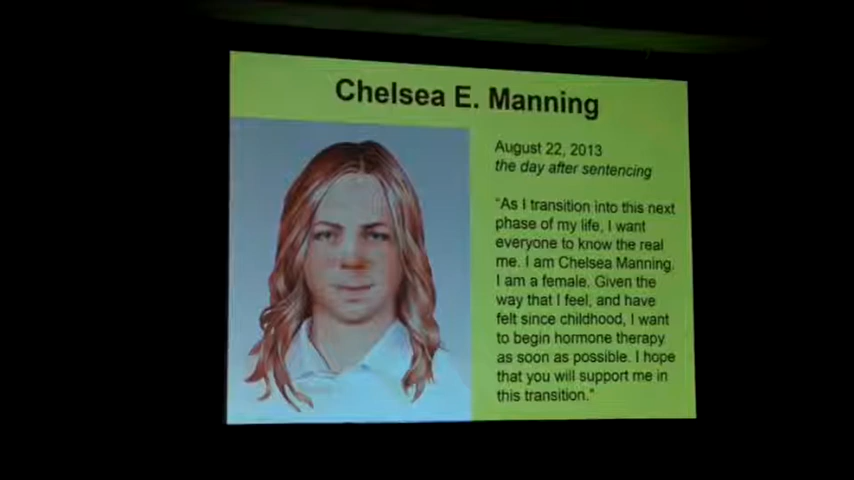 Chelsea E. Manning
August 22, 2013
the day after sentencing
"As I transition into this next
phase of my life, I want
everyone to know the real
me. I am Chelsea Manning.
I am a female. Given the
way that I feel, and have
felt since childhood, I want
to begin hormone therapy
as soon as possible. I hope
that you will support me in
this transition."